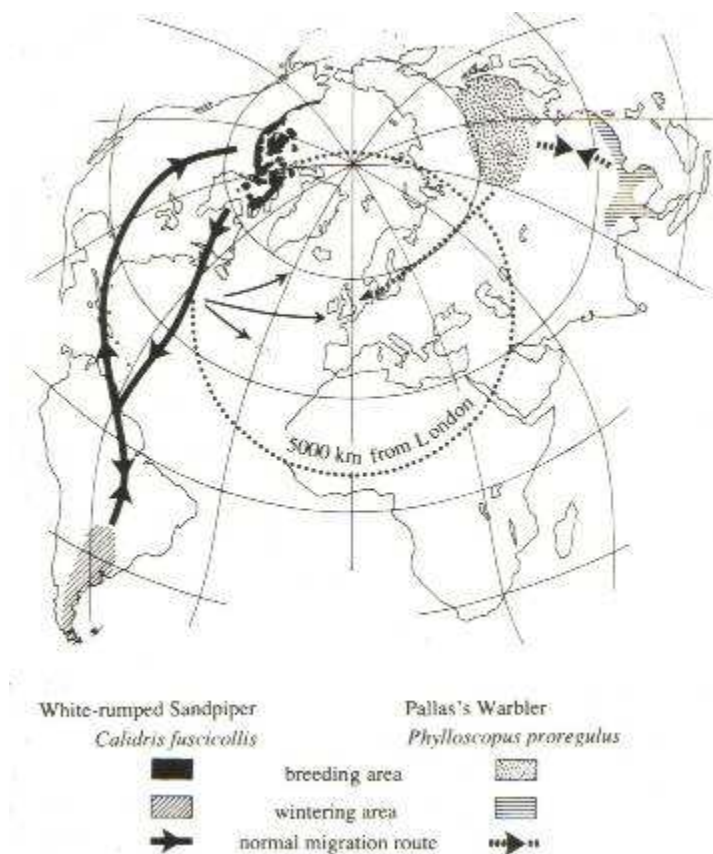 5000 km from London
White-rumped Sandpiper Pallas's Warbler
Calidris fuscicollis Phylloscopus proregulus
breeding area
wintering area
normal migration route